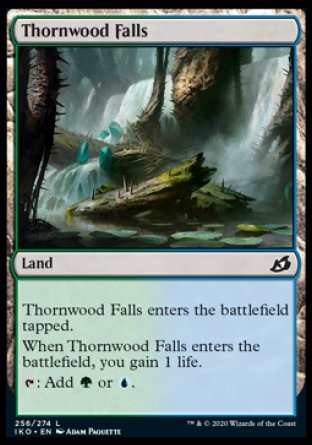 Thornwood Falls
Land
Thornwood Falls enters the battlefield
tapped.
When Thornwood Falls enters the
battlefield, you gain 1 life.
: Add or .
256/274 L
IKO • EN Adam Paquette
™ & © 2020 Wizards of the Coast